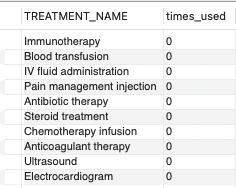 TREATMENT_NAME times_used
Immunotherapy 0
Blood transfusion 0
IV fluid administration 0
Pain management injection 0
Antibiotic therapy 0
Steroid treatment 0
Chemotherapy infusion 0
Anticoagulant therapy 0
Ultrasound 0
Electrocardiogram 0